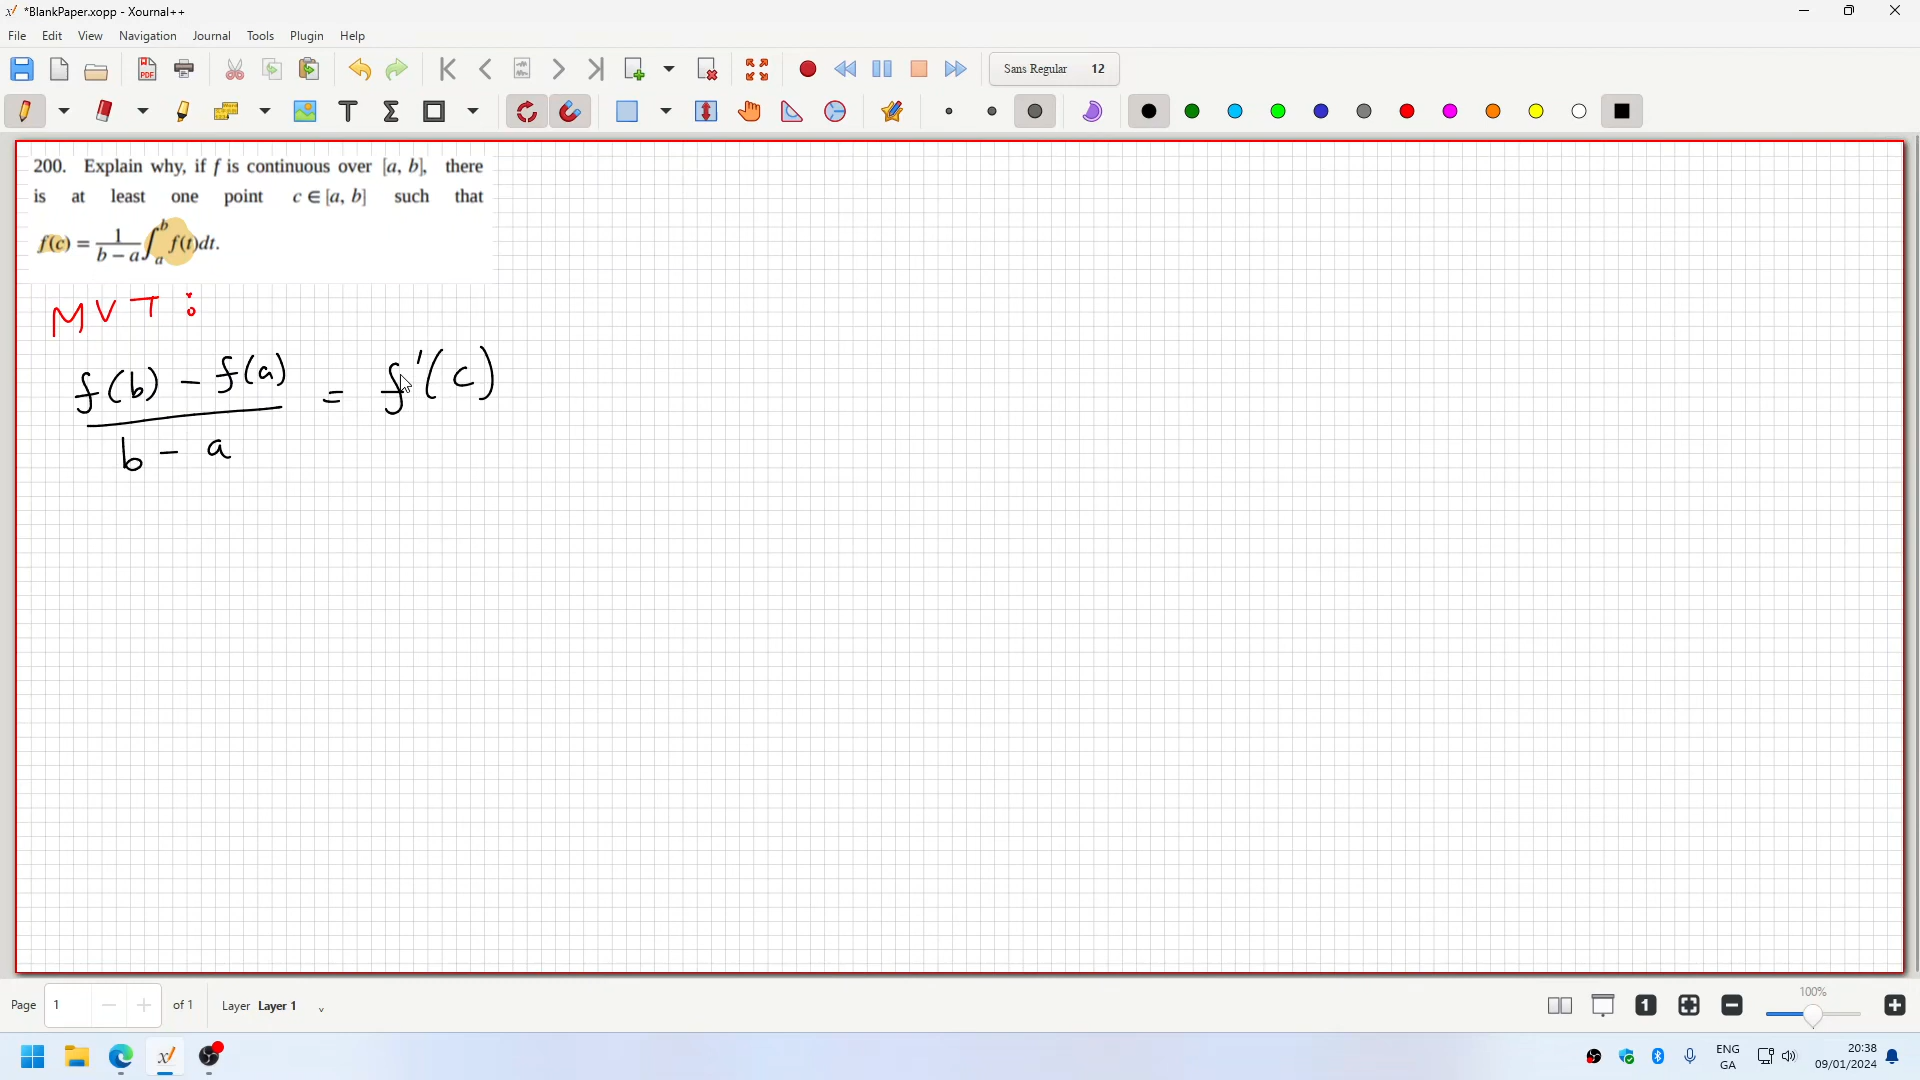 *BlankPaper.xopp - Xournal++
File Edit View Navigation Journal Tools Plugin Help
Sans Regular 12
200. Explain why, if f is continuous over [a, b], there
is at least one point c ∈ [a, b] such that
f(c) = 1/(b − a) ∫_a^b f(t)dt.
M V T :
f(b) − f(a)
――― = f'(c)
b − a
Page 1 of 1 Layer Layer 1
100%
ENG
GA
20:38
09/01/2024